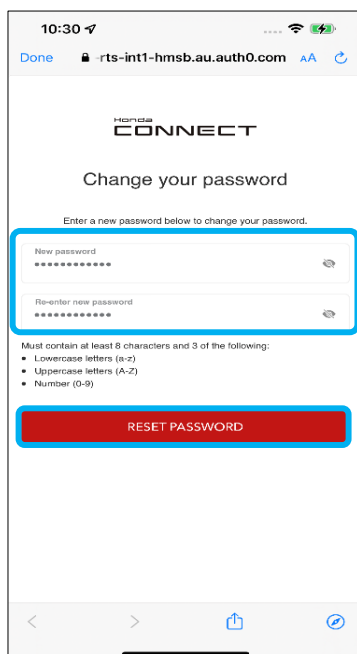 10:30
Done -rts-int1-hmsb.au.auth0.com AA
Honda
CONNECT
Change your password
Enter a new password below to change your password.
New password
••••••••••••
Re-enter new password
••••••••••••
Must contain at least 8 characters and 3 of the following:
• Lowercase letters (a-z)
• Uppercase letters (A-Z)
• Number (0-9)
RESET PASSWORD